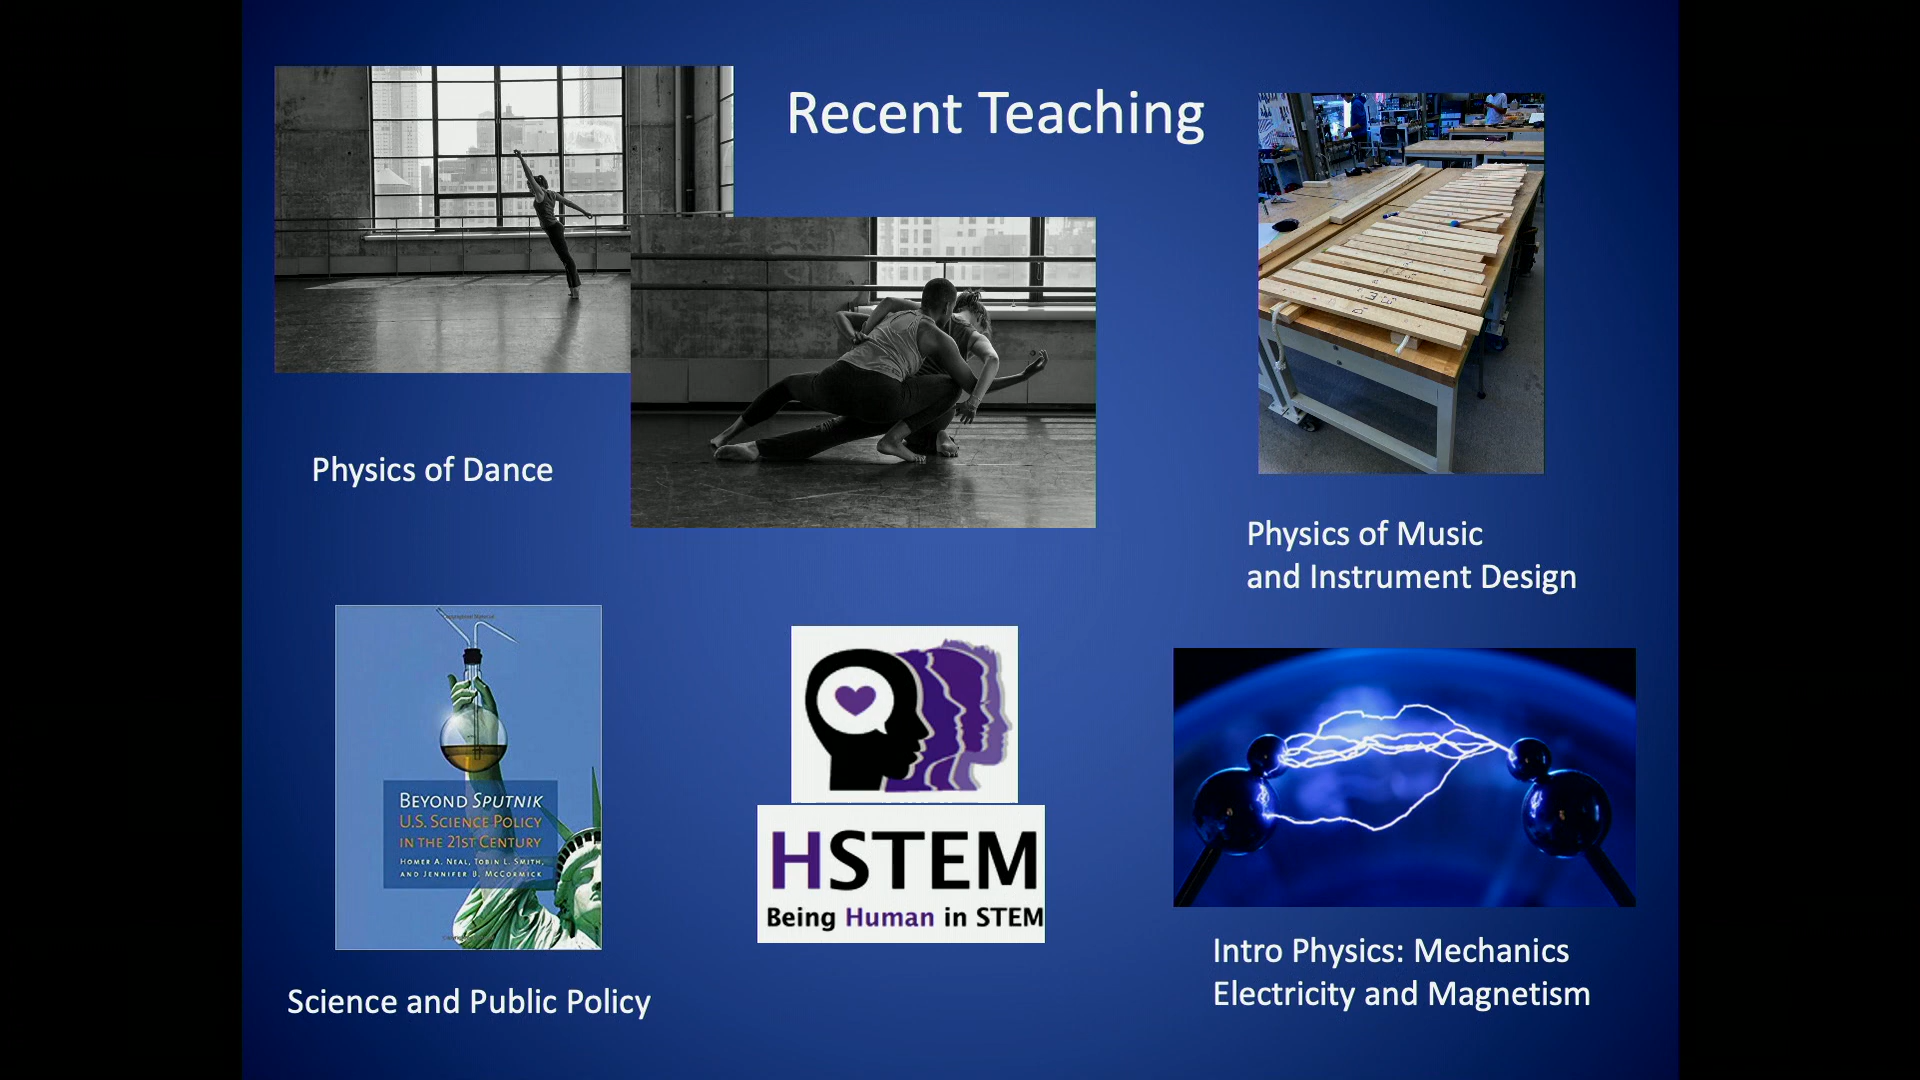 Recent Teaching
Physics of Dance
Physics of Music
and Instrument Design
BEYOND SPUTNIK
U.S. SCIENCE POLICY
IN THE 21ST CENTURY
HOMER A. NEAL, TOBIN L. SMITH,
AND JENNIFER B. MCCORMICK
Science and Public Policy
HSTEM
Being Human in STEM
Intro Physics: Mechanics
Electricity and Magnetism